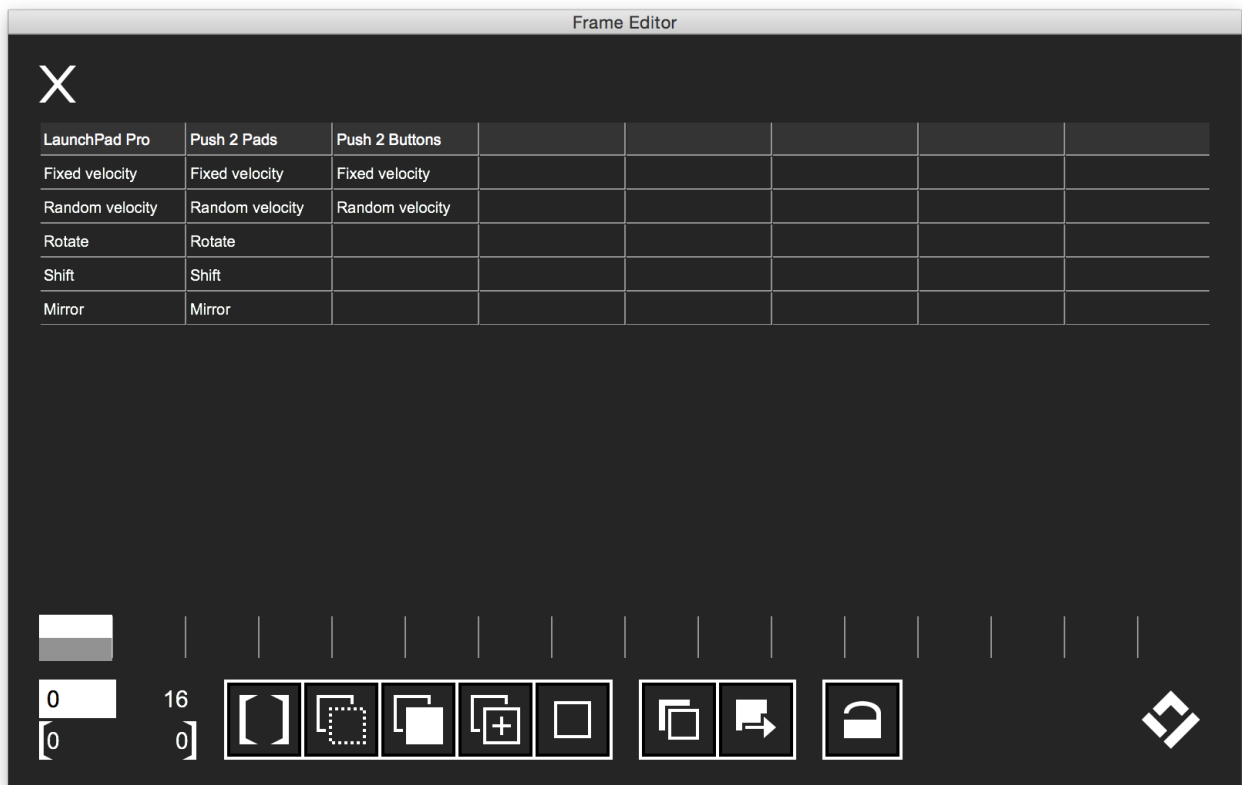 Frame Editor
X
LaunchPad Pro Push 2 Pads Push 2 Buttons
Fixed velocity Fixed velocity Fixed velocity
Random velocity Random velocity Random velocity
Rotate Rotate
Shift Shift
Mirror Mirror
0 16
[0 0]